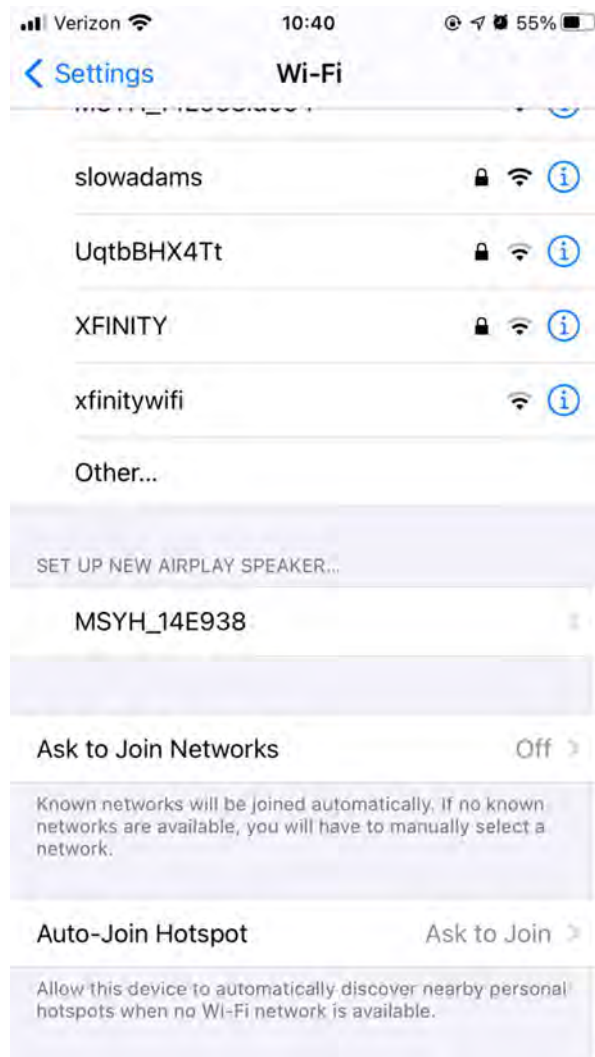 Verizon 10:40 55%
Settings Wi-Fi
slowadams
UqtbBHX4Tt
XFINITY
xfinitywifi
Other...
SET UP NEW AIRPLAY SPEAKER...
MSYH_14E938
Ask to Join Networks Off
Known networks will be joined automatically. If no known
networks are available, you will have to manually select a
network.
Auto-Join Hotspot Ask to Join
Allow this device to automatically discover nearby personal
hotspots when no Wi-Fi network is available.